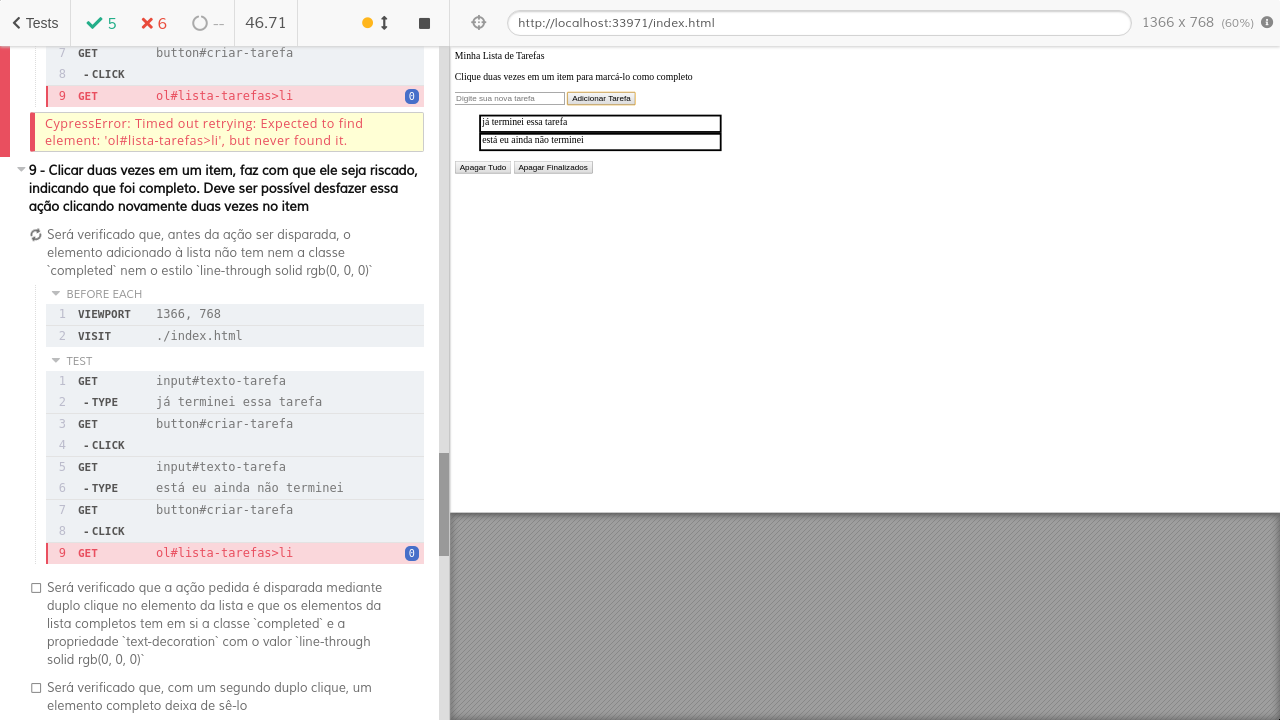 Tests
5
6
--
46.71
http://localhost:33971/index.html
1366 x 768 (60%)
7 GET button#criar-tarefa
8 - CLICK
9 GET ol#lista-tarefas>li 0
CypressError: Timed out retrying: Expected to find
element: 'ol#lista-tarefas>li', but never found it.
9 - Clicar duas vezes em um item, faz com que ele seja riscado,
indicando que foi completo. Deve ser possível desfazer essa
ação clicando novamente duas vezes no item
Será verificado que, antes da ação ser disparada, o
elemento adicionado à lista não tem nem a classe
`completed` nem o estilo `line-through solid rgb(0, 0, 0)`
BEFORE EACH
1 VIEWPORT 1366, 768
2 VISIT ./index.html
TEST
1 GET input#texto-tarefa
2 - TYPE já terminei essa tarefa
3 GET button#criar-tarefa
4 - CLICK
5 GET input#texto-tarefa
6 - TYPE está eu ainda não terminei
7 GET button#criar-tarefa
8 - CLICK
9 GET ol#lista-tarefas>li 0
Será verificado que a ação pedida é disparada mediante
duplo clique no elemento da lista e que os elementos da
lista completos tem em si a classe `completed` e a
propriedade `text-decoration` com o valor `line-through
solid rgb(0, 0, 0)`
Será verificado que, com um segundo duplo clique, um
elemento completo deixa de sê-lo
Minha Lista de Tarefas
Clique duas vezes em um item para marcá-lo como completo
Digite sua nova tarefa Adicionar Tarefa
já terminei essa tarefa
está eu ainda não terminei
Apagar Tudo Apagar Finalizados